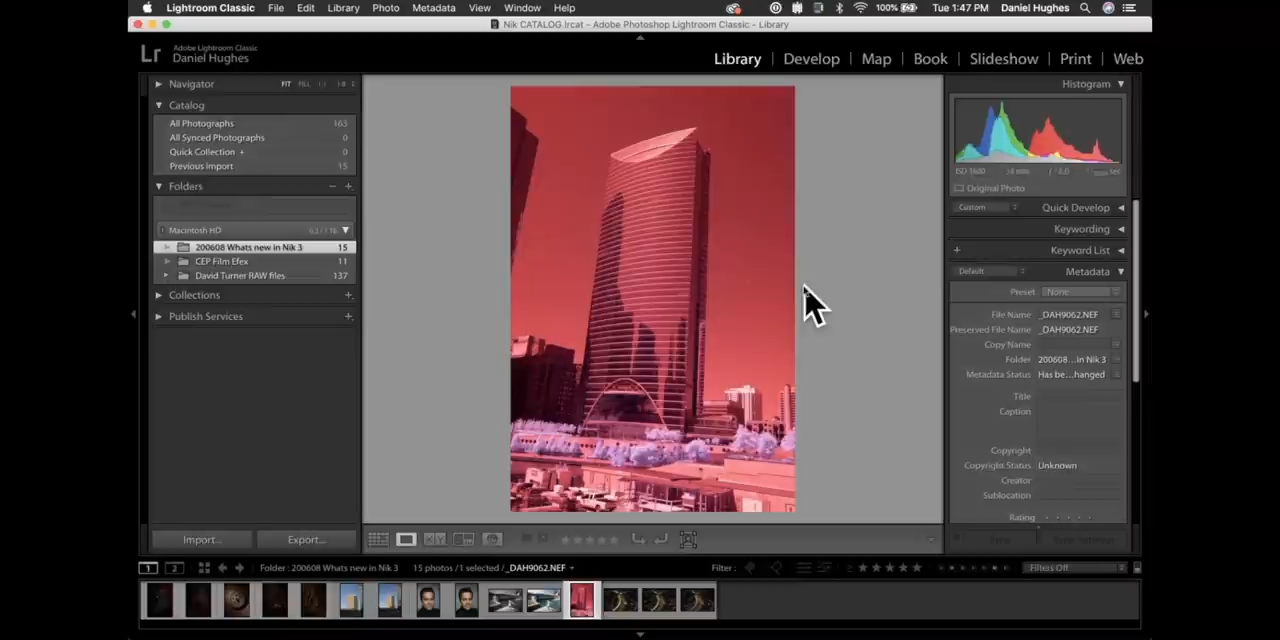 Lightroom Classic File Edit Library Photo Metadata View Window Help 100% Tue 1:47 PM Daniel Hughes
Nik CATALOG.lrcat - Adobe Photoshop Lightroom Classic - Library
Lr Adobe Lightroom Classic
Daniel Hughes
Library | Develop | Map | Book | Slideshow | Print | Web
Navigator FIT FILL
Histogram
Catalog
All Photographs 163
All Synced Photographs 0
Quick Collection + 0
Previous Import 15
ISO 1600
Original Photo
Folders
Custom Quick Develop
Keywording
Macintosh HD
200608 Whats new in Nik 3 15
Keyword List
CEP Film Efex 11
David Turner RAW files 137
Default Metadata
Collections
Preset None
Publish Services
File Name _DAH9062.NEF
Preserved File Name _DAH9062.NEF
Copy Name
Folder 200608 ... in Nik 3
Metadata Status Has be...,hanged
Title
Caption
Copyright
Copyright Status Unknown
Creator
Sublocation
Rating
Import... Export...
1 2 Folder : 200608 Whats new in Nik 3 15 photos / 1 selected / _DAH9062.NEF Filter : Filters Off